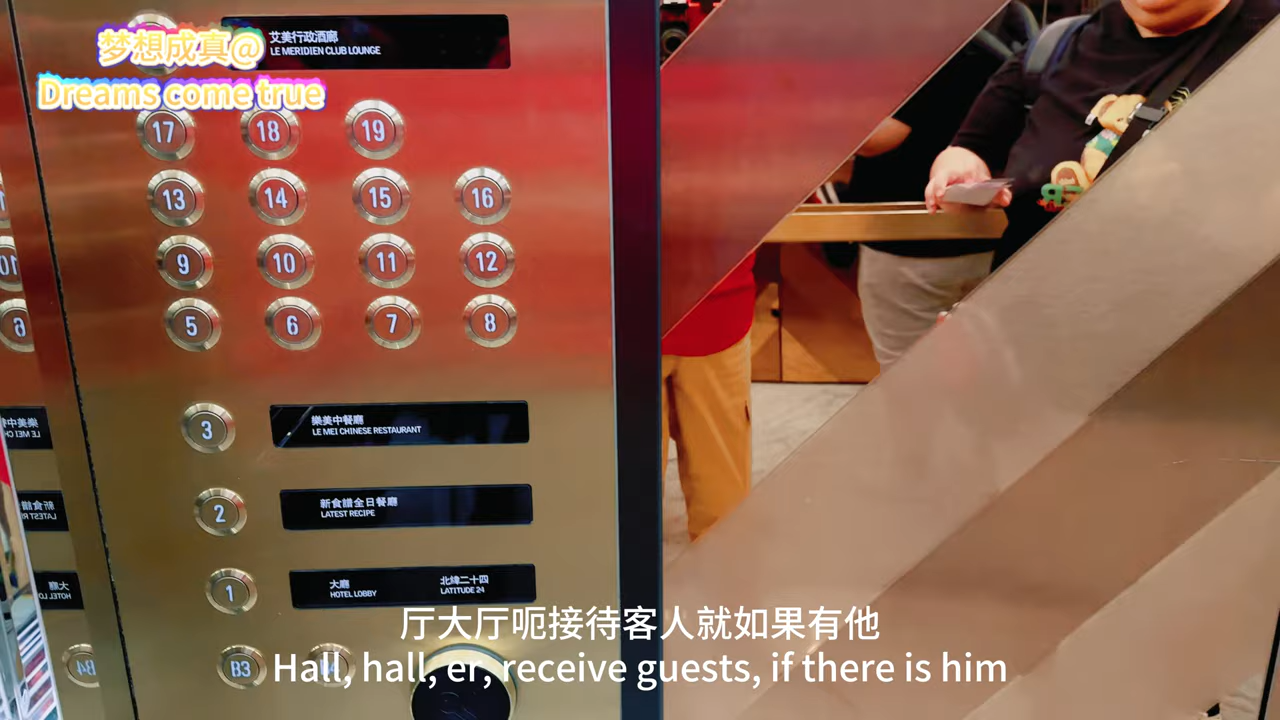 梦想成真@
Dreams come true
艾美行政酒廊
LE MERIDIEN CLUB LOUNGE
17 18 19
13 14 15 16
9 10 11 12
5 6 7 8
3
樂美中餐廳
LE MEI CHINESE RESTAURANT
2
新食譜全日餐廳
LATEST RECIPE
1
大廳 北緯二十四
HOTEL LOBBY LATITUDE 24
B3
厅大厅呃接待客人就如果有他
Hall, hall, er, receive guests, if there is him